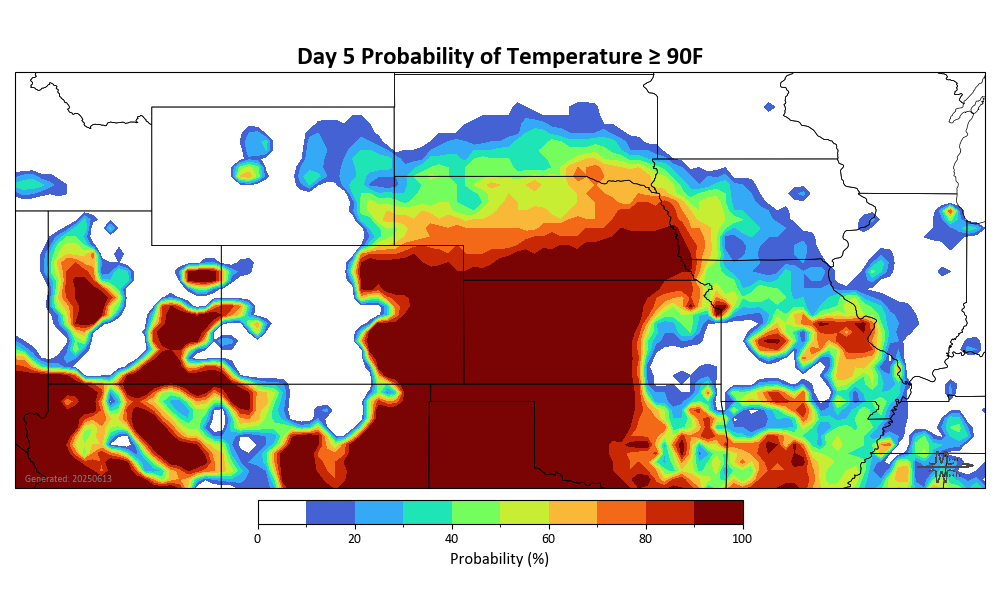 Day 5 Probability of Temperature ≥ 90F
Generated: 20250613
0 20 40 60 80 100
Probability (%)